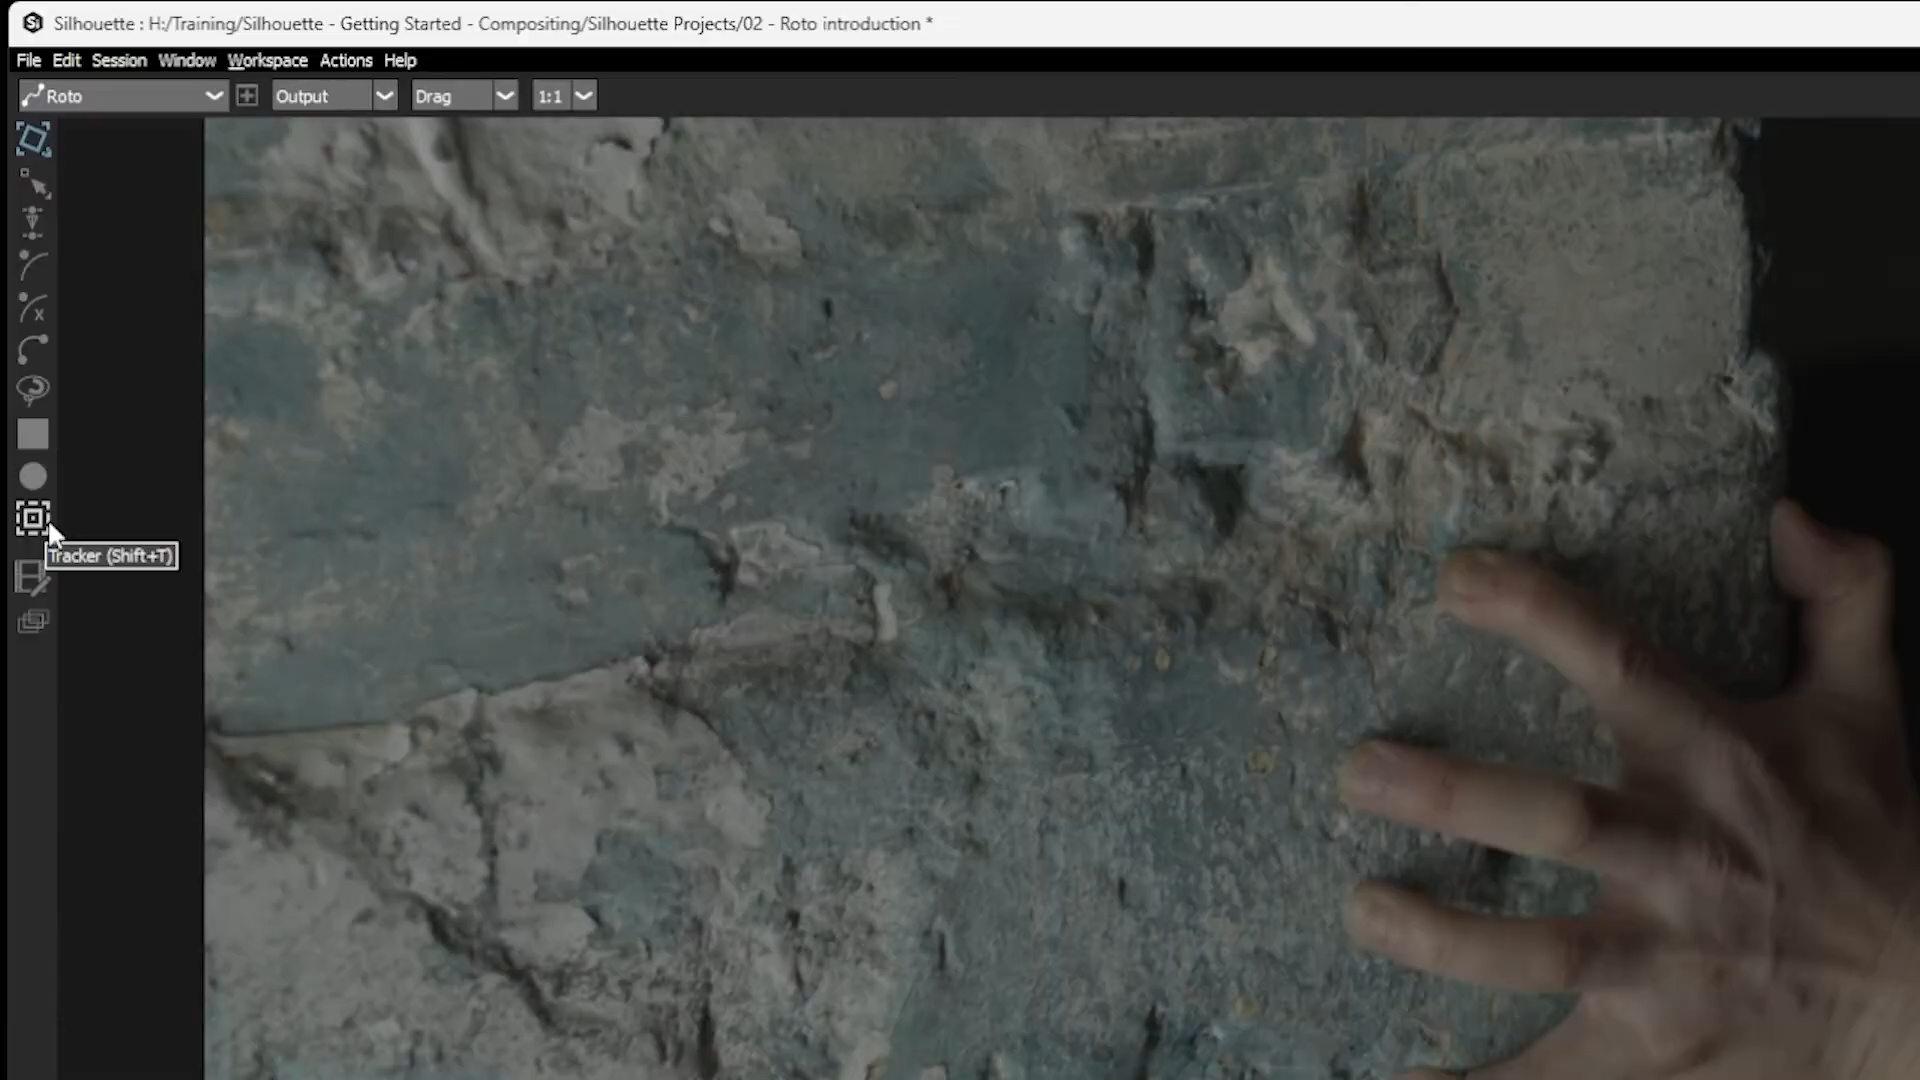 Silhouette : H:/Training/Silhouette - Getting Started - Compositing/Silhouette Projects/02 - Roto introduction *
File Edit Session Window Workspace Actions Help
Roto Output Drag 1:1
Tracker (Shift+T)